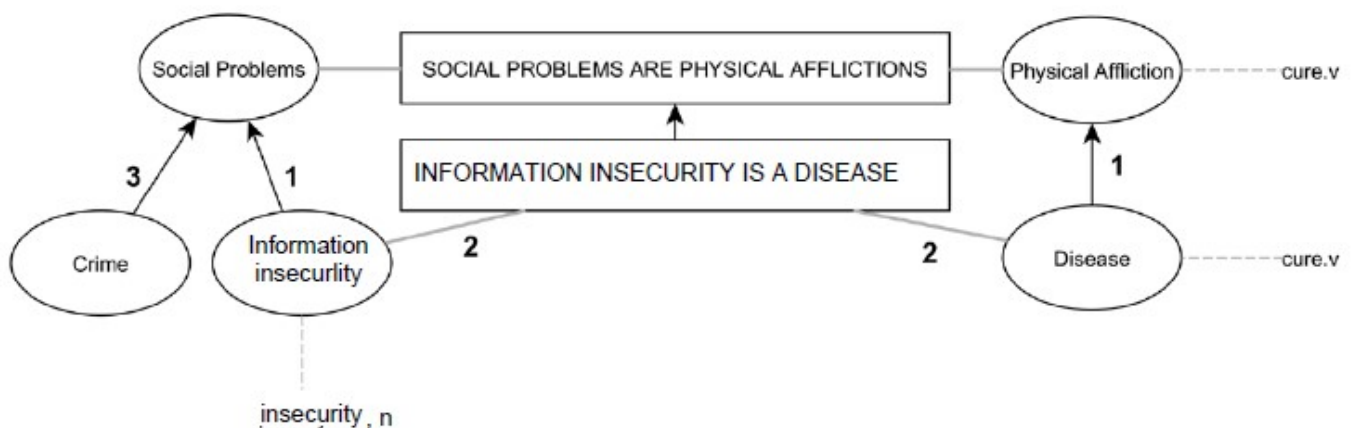 Social Problems
SOCIAL PROBLEMS ARE PHYSICAL AFFLICTIONS
Physical Affliction
cure.v
3
1
INFORMATION INSECURITY IS A DISEASE
1
Crime
Information
insecurlity
2
2
Disease
cure.v
insecurity, n